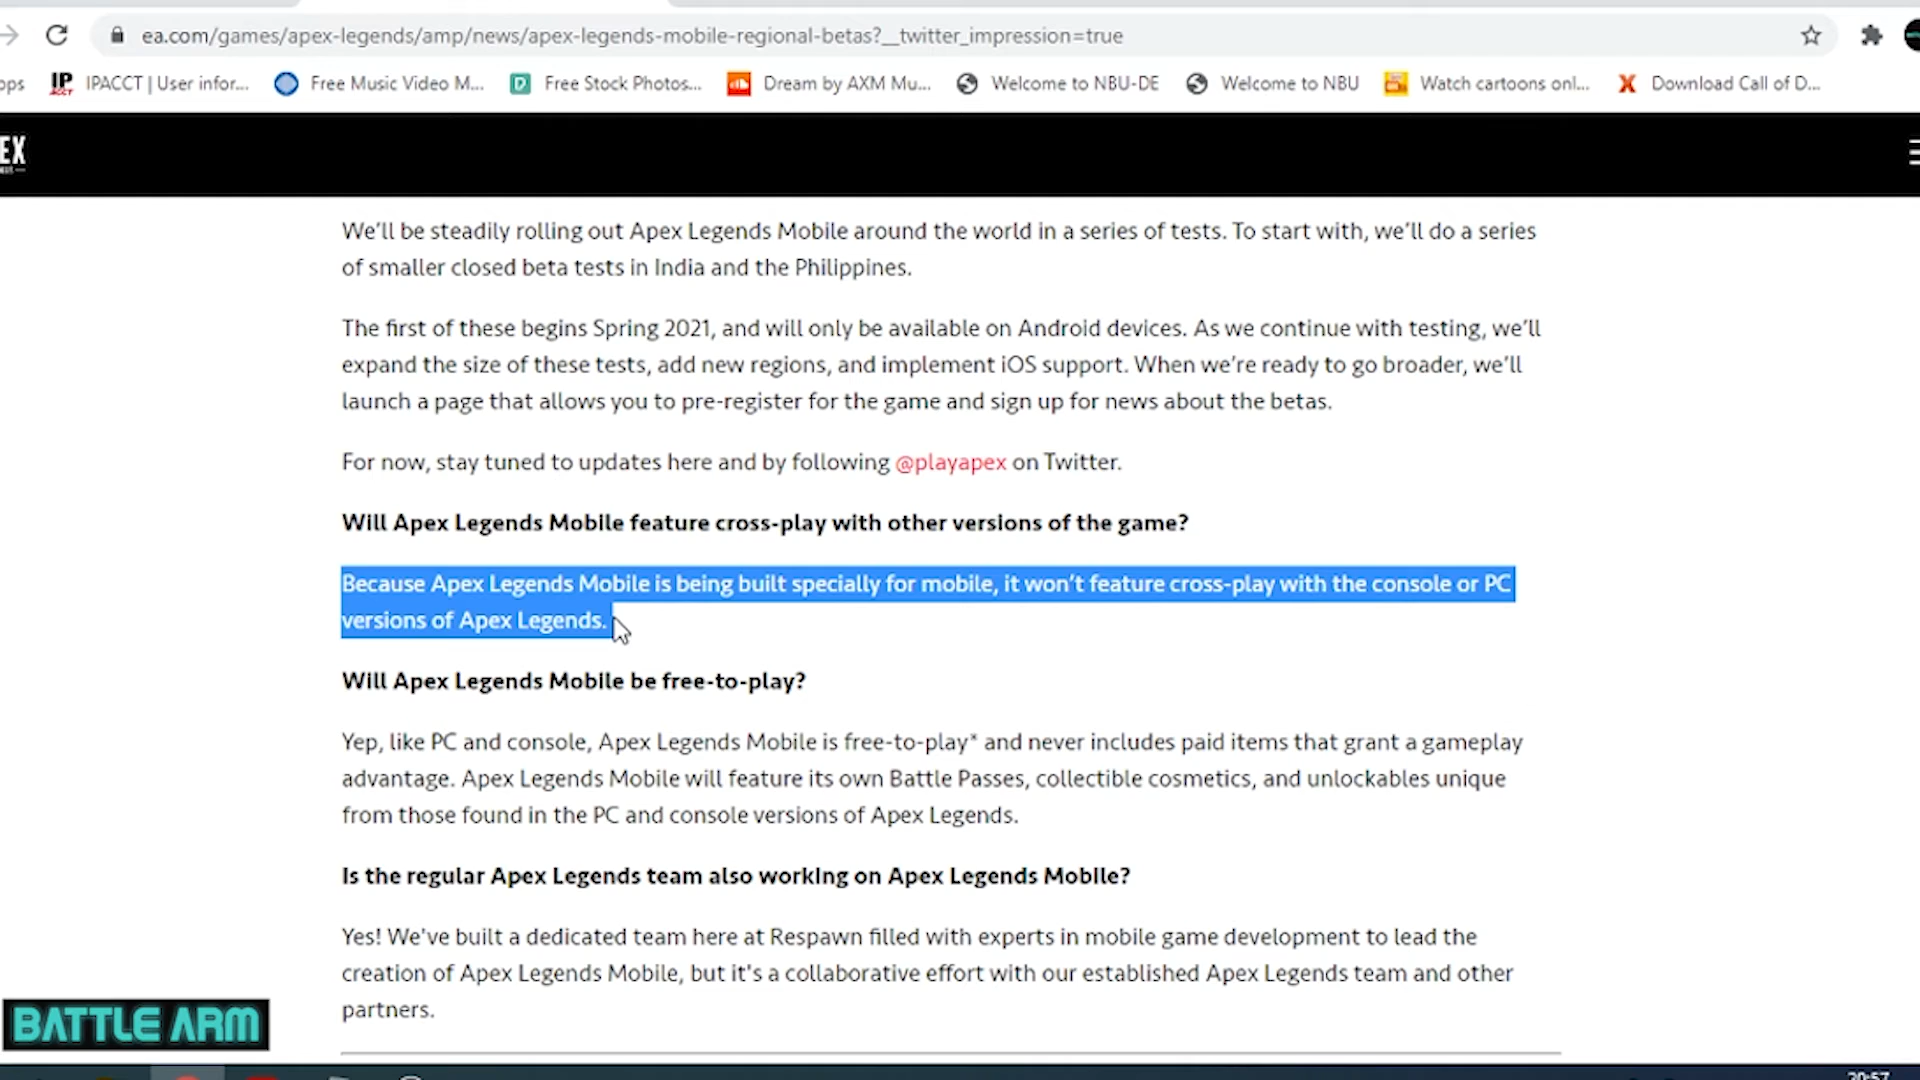 ea.com/games/apex-legends/amp/news/apex-legends-mobile-regional-betas?__twitter_impression=true
IPACCT | User infor... Free Music Video M... Free Stock Photos... Dream by AXM Mu... Welcome to NBU-DE Welcome to NBU Watch cartoons onl... Download Call of D...
We'll be steadily rolling out Apex Legends Mobile around the world in a series of tests. To start with, we'll do a series
of smaller closed beta tests in India and the Philippines.
The first of these begins Spring 2021, and will only be available on Android devices. As we continue with testing, we'll
expand the size of these tests, add new regions, and implement iOS support. When we're ready to go broader, we'll
launch a page that allows you to pre-register for the game and sign up for news about the betas.
For now, stay tuned to updates here and by following @playapex on Twitter.
Will Apex Legends Mobile feature cross-play with other versions of the game?
Because Apex Legends Mobile is being built specially for mobile, it won't feature cross-play with the console or PC
versions of Apex Legends.
Will Apex Legends Mobile be free-to-play?
Yep, like PC and console, Apex Legends Mobile is free-to-play* and never includes paid items that grant a gameplay
advantage. Apex Legends Mobile will feature its own Battle Passes, collectible cosmetics, and unlockables unique
from those found in the PC and console versions of Apex Legends.
Is the regular Apex Legends team also working on Apex Legends Mobile?
Yes! We've built a dedicated team here at Respawn filled with experts in mobile game development to lead the
creation of Apex Legends Mobile, but it's a collaborative effort with our established Apex Legends team and other
partners.
BATTLE ARM